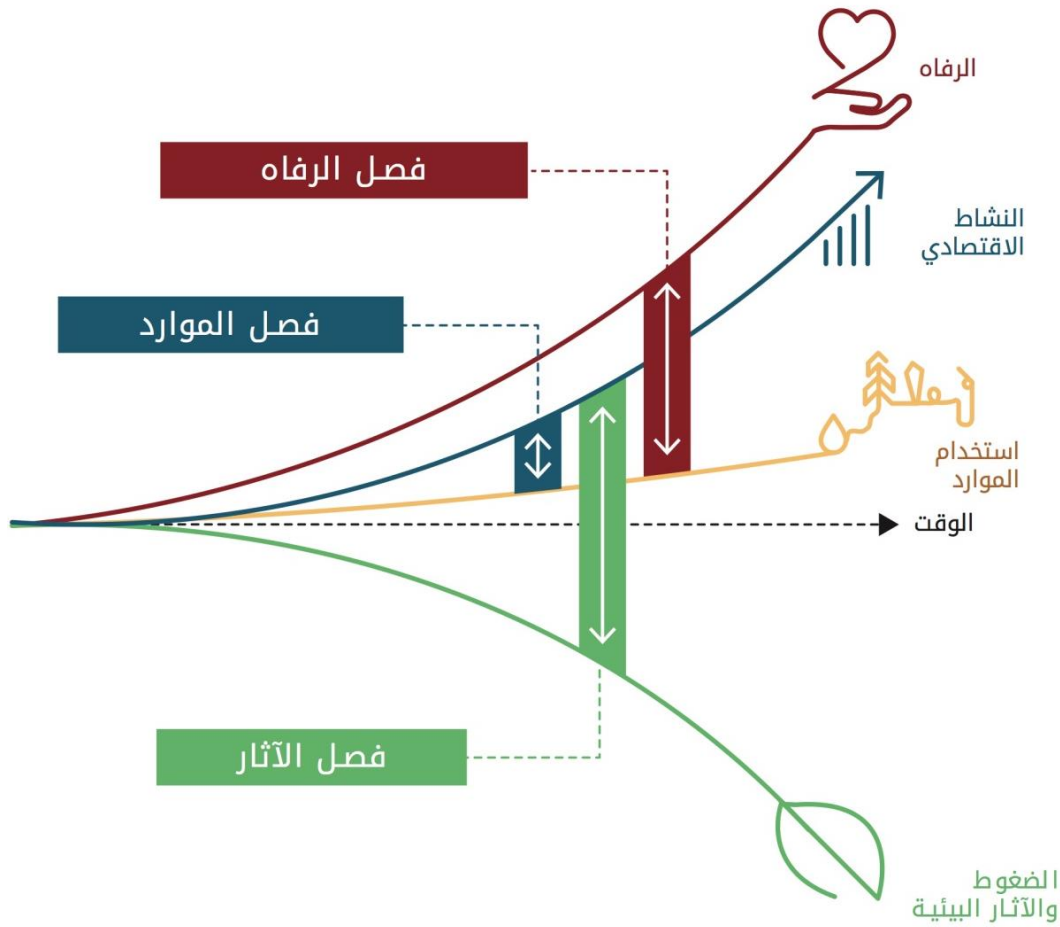 الرفاه
فصل الرفاه
النشاط
الاقتصادي
فصل الموارد
استخدام
الموارد
الوقت
فصل الآثار
الضغوط
والآثار البيئية